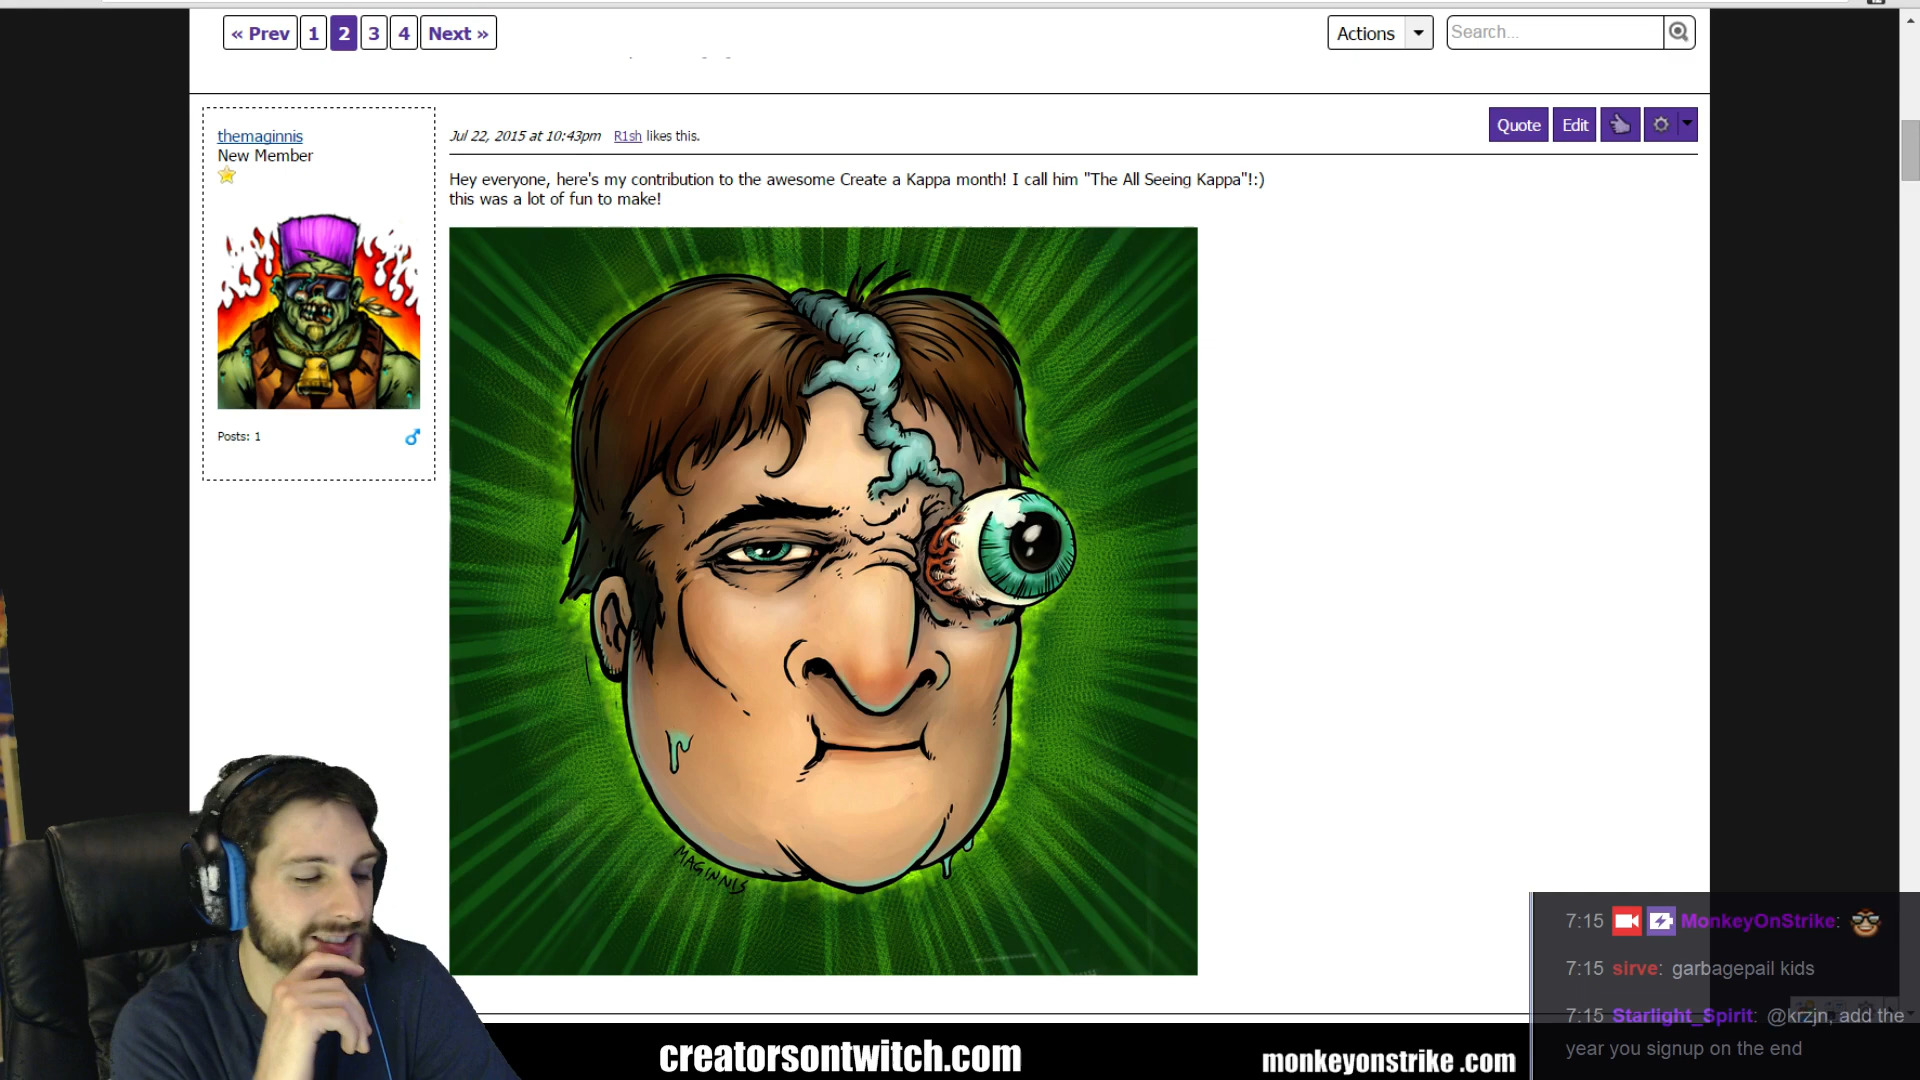 « Prev 1 2 3 4 Next »
Actions
Search...
themaginnis
New Member
Posts: 1
Jul 22, 2015 at 10:43pm R1sh likes this.
Quote Edit
Hey everyone, here's my contribution to the awesome Create a Kappa month! I call him "The All Seeing Kappa"!:)
this was a lot of fun to make!
MAGINNIS
7:15 MonkeyOnStrike:
7:15 sirve: garbagepail kids
7:15 Starlight_Spirit: @krzjn, add the
year you signup on the end
creatorsontwitch.com
monkeyonstrike.com